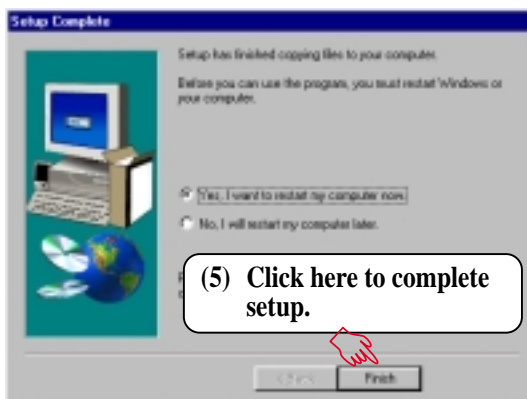 Setup Complete
Setup has finished copying files to your computer.
Before you can use the program, you must restart Windows or
your computer.
Yes, I want to restart my computer now.
No, I will restart my computer later.
(5) Click here to complete
setup.
< Back
Finish